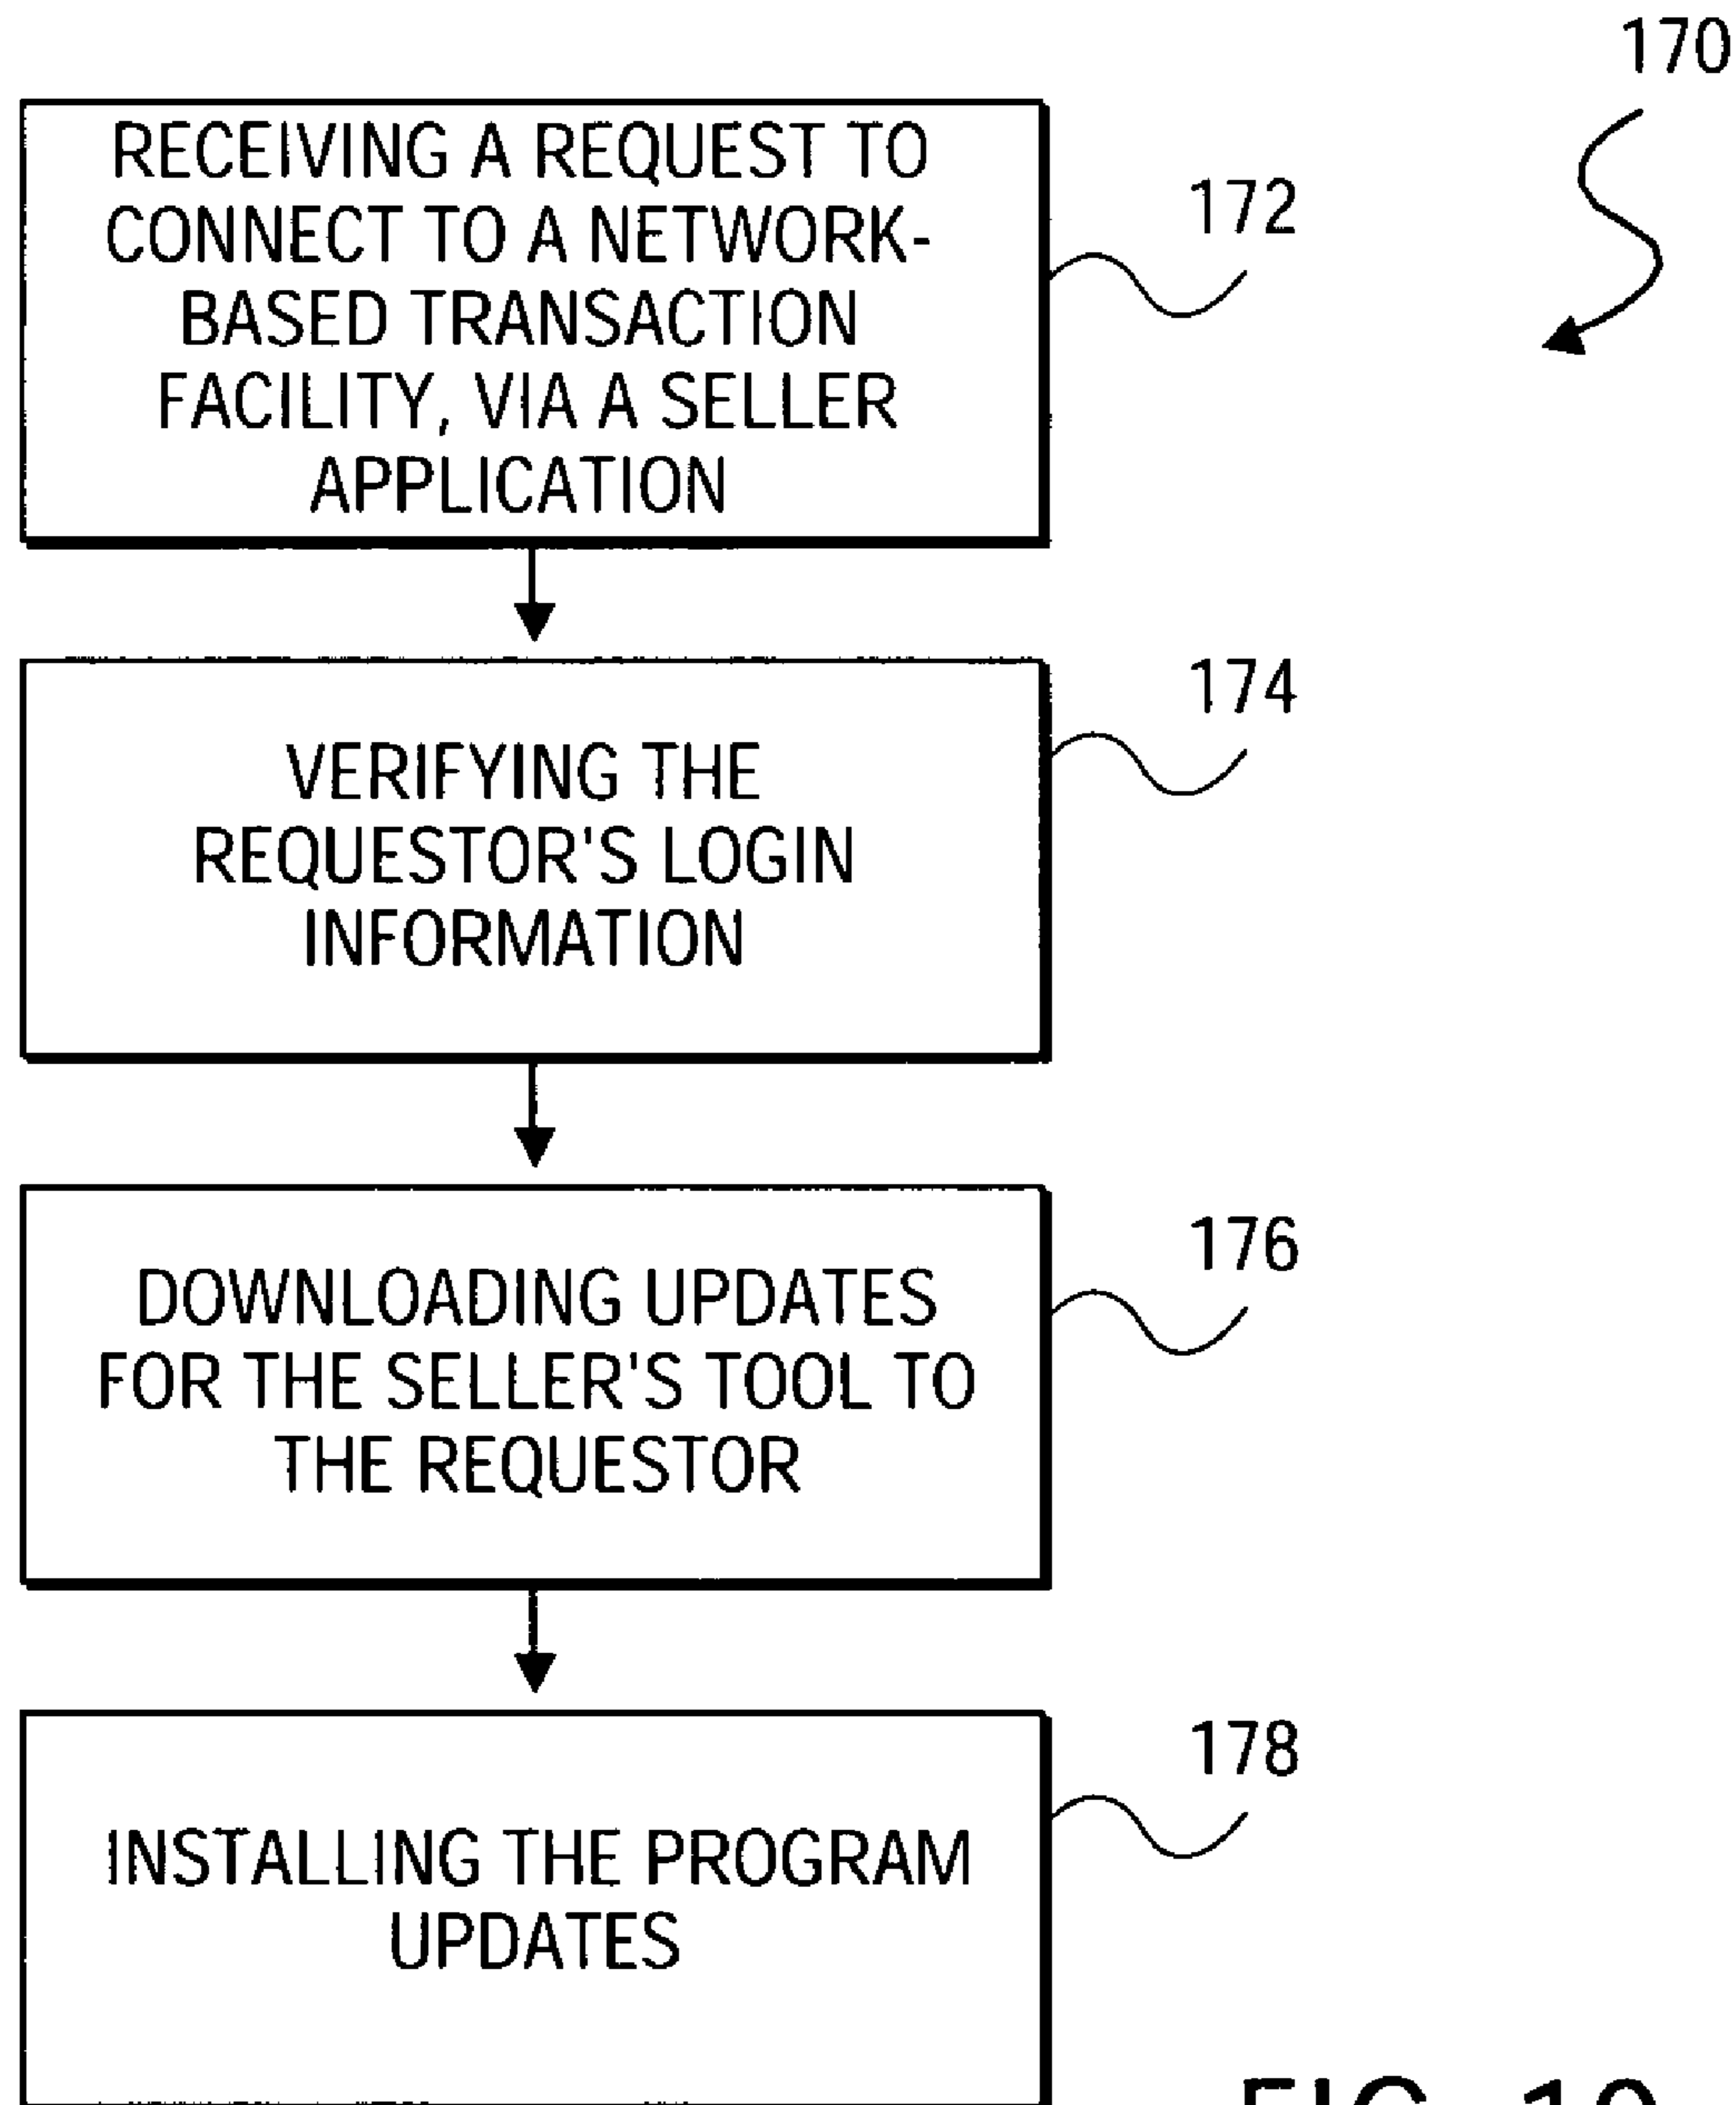 170
RECEIVING A REQUEST TO
CONNECT TO A NETWORK-
BASED TRANSACTION
FACILITY, VIA A SELLER
APPLICATION
172
VERIFYING THE
REQUESTOR'S LOGIN
INFORMATION
174
DOWNLOADING UPDATES
FOR THE SELLER'S TOOL TO
THE REQUESTOR
176
INSTALLING THE PROGRAM
UPDATES
178
FIG.